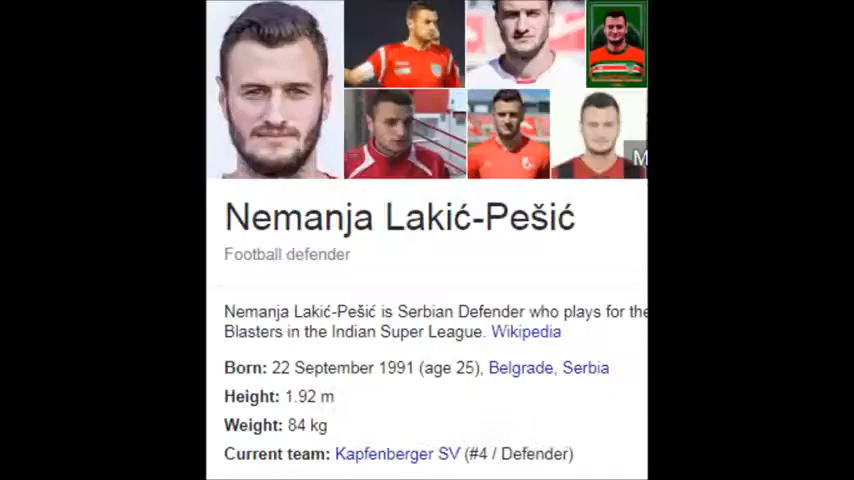 M
Nemanja Lakić-Pešić
Football defender
Nemanja Lakić-Pešić is Serbian Defender who plays for the
Blasters in the Indian Super League. Wikipedia
Born: 22 September 1991 (age 25), Belgrade, Serbia
Height: 1.92 m
Weight: 84 kg
Current team: Kapfenberger SV (#4 / Defender)